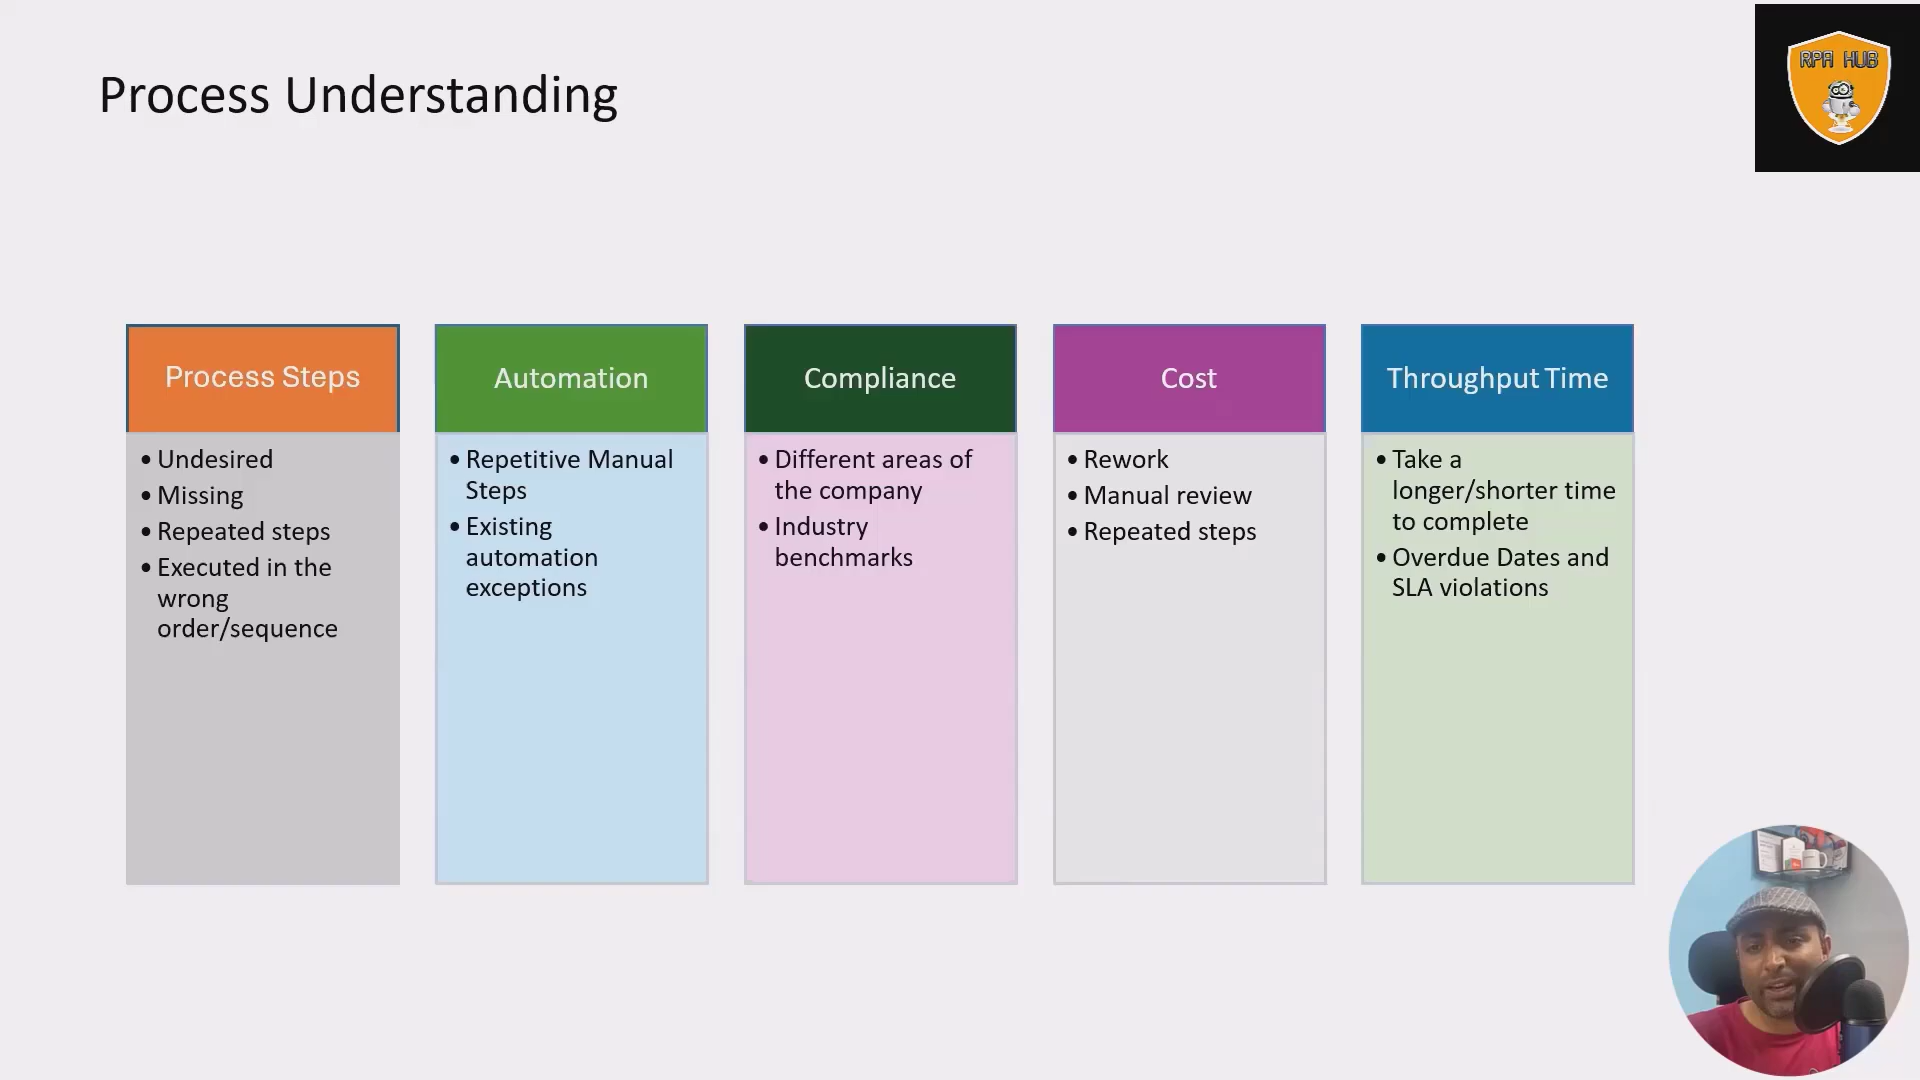 Process Understanding
RPA HUB
Process Steps
• Undesired
• Missing
• Repeated steps
• Executed in the
wrong
order/sequence
Automation
• Repetitive Manual
Steps
• Existing
automation
exceptions
Compliance
• Different areas of
the company
• Industry
benchmarks
Cost
• Rework
• Manual review
• Repeated steps
Throughput Time
• Take a
longer/shorter time
to complete
• Overdue Dates and
SLA violations